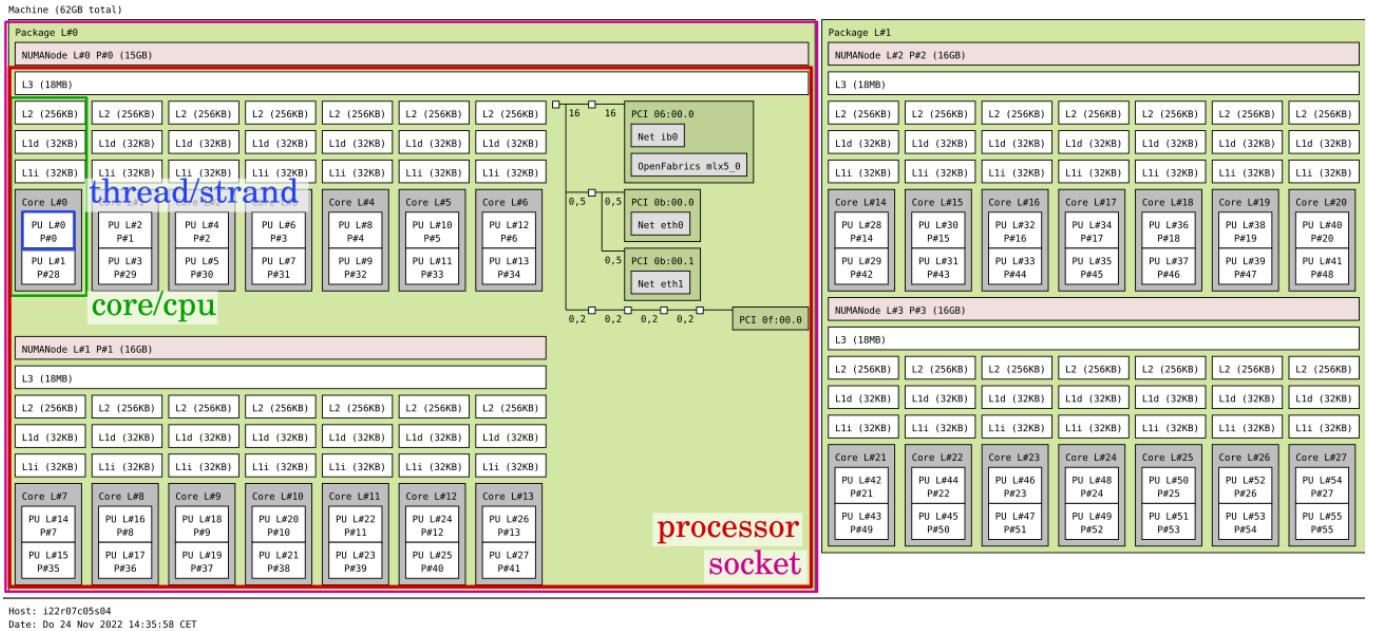 Machine (62GB total)
Package L#0
NUMANode L#0 P#0 (15GB)
L3 (18MB)
L2 (256KB) L2 (256KB) L2 (256KB) L2 (256KB) L2 (256KB) L2 (256KB) L2 (256KB)
L1d (32KB) L1d (32KB) L1d (32KB) L1d (32KB) L1d (32KB) L1d (32KB) L1d (32KB)
L1i (32KB) L1i (32KB) L1i (32KB) L1i (32KB) L1i (32KB) L1i (32KB) L1i (32KB)
thread/strand
Core L#0 Core L#4 Core L#5 Core L#6
PU L#0 PU L#2 PU L#4 PU L#6 PU L#8 PU L#10 PU L#12
P#0 P#1 P#2 P#3 P#4 P#5 P#6
PU L#1 PU L#3 PU L#5 PU L#7 PU L#9 PU L#11 PU L#13
P#28 P#29 P#30 P#31 P#32 P#33 P#34
core/cpu
16 16 PCI 06:00.0
Net ib0
OpenFabrics mlx5_0
0,5 0,5 PCI 0b:00.0
Net eth0
0,5 PCI 0b:00.1
Net eth1
0,2 0,2 0,2 0,2 PCI 0f:00.0
NUMANode L#1 P#1 (16GB)
L3 (18MB)
L2 (256KB) L2 (256KB) L2 (256KB) L2 (256KB) L2 (256KB) L2 (256KB) L2 (256KB)
L1d (32KB) L1d (32KB) L1d (32KB) L1d (32KB) L1d (32KB) L1d (32KB) L1d (32KB)
L1i (32KB) L1i (32KB) L1i (32KB) L1i (32KB) L1i (32KB) L1i (32KB) L1i (32KB)
Core L#7 Core L#8 Core L#9 Core L#10 Core L#11 Core L#12 Core L#13
PU L#14 PU L#16 PU L#18 PU L#20 PU L#22 PU L#24 PU L#26
P#7 P#8 P#9 P#10 P#11 P#12 P#13
PU L#15 PU L#17 PU L#19 PU L#21 PU L#23 PU L#25 PU L#27
P#35 P#36 P#37 P#38 P#39 P#40 P#41
processor
socket
Package L#1
NUMANode L#2 P#2 (16GB)
L3 (18MB)
L2 (256KB) L2 (256KB) L2 (256KB) L2 (256KB) L2 (256KB) L2 (256KB) L2 (256KB)
L1d (32KB) L1d (32KB) L1d (32KB) L1d (32KB) L1d (32KB) L1d (32KB) L1d (32KB)
L1i (32KB) L1i (32KB) L1i (32KB) L1i (32KB) L1i (32KB) L1i (32KB) L1i (32KB)
Core L#14 Core L#15 Core L#16 Core L#17 Core L#18 Core L#19 Core L#20
PU L#28 PU L#30 PU L#32 PU L#34 PU L#36 PU L#38 PU L#40
P#14 P#15 P#16 P#17 P#18 P#19 P#20
PU L#29 PU L#31 PU L#33 PU L#35 PU L#37 PU L#39 PU L#41
P#42 P#43 P#44 P#45 P#46 P#47 P#48
NUMANode L#3 P#3 (16GB)
L3 (18MB)
L2 (256KB) L2 (256KB) L2 (256KB) L2 (256KB) L2 (256KB) L2 (256KB) L2 (256KB)
L1d (32KB) L1d (32KB) L1d (32KB) L1d (32KB) L1d (32KB) L1d (32KB) L1d (32KB)
L1i (32KB) L1i (32KB) L1i (32KB) L1i (32KB) L1i (32KB) L1i (32KB) L1i (32KB)
Core L#21 Core L#22 Core L#23 Core L#24 Core L#25 Core L#26 Core L#27
PU L#42 PU L#44 PU L#46 PU L#48 PU L#50 PU L#52 PU L#54
P#21 P#22 P#23 P#24 P#25 P#26 P#27
PU L#43 PU L#45 PU L#47 PU L#49 PU L#51 PU L#53 PU L#55
P#49 P#50 P#51 P#52 P#53 P#54 P#55
Host: i22r07c05s04
Date: Do 24 Nov 2022 14:35:58 CET